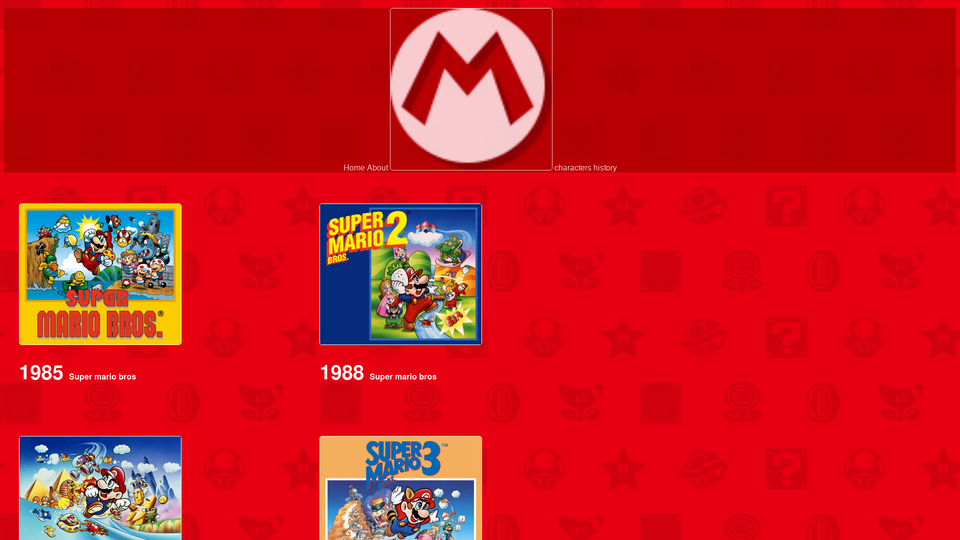 M
Home About characters history
SUPER
MARIO BROS.®
SUPER
MARIO 2
BROS.
1985 Super mario bros
1988 Super mario bros
SUPER
MARIO 3™